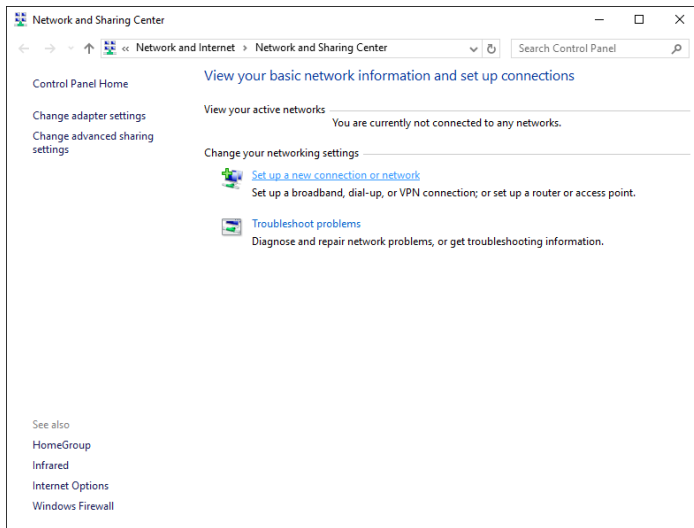 Network and Sharing Center
« Network and Internet › Network and Sharing Center
Search Control Panel
Control Panel Home
Change adapter settings
Change advanced sharing
settings
View your basic network information and set up connections
View your active networks
You are currently not connected to any networks.
Change your networking settings
Set up a new connection or network
Set up a broadband, dial-up, or VPN connection; or set up a router or access point.
Troubleshoot problems
Diagnose and repair network problems, or get troubleshooting information.
See also
HomeGroup
Infrared
Internet Options
Windows Firewall